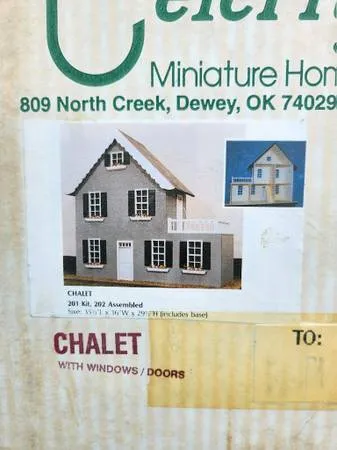 Miniature Hom
809 North Creek, Dewey, OK 74029
CHALET
201 Kit, 202 Assembled
CHALET
TO:
WITH WINDOWS / DOORS